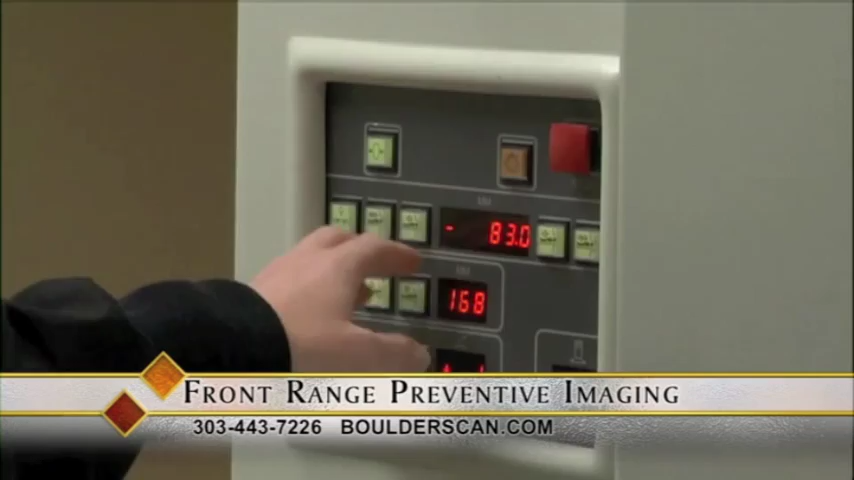 - 83.0
168
FRONT RANGE PREVENTIVE IMAGING
303-443-7226 BOULDERSCAN.COM